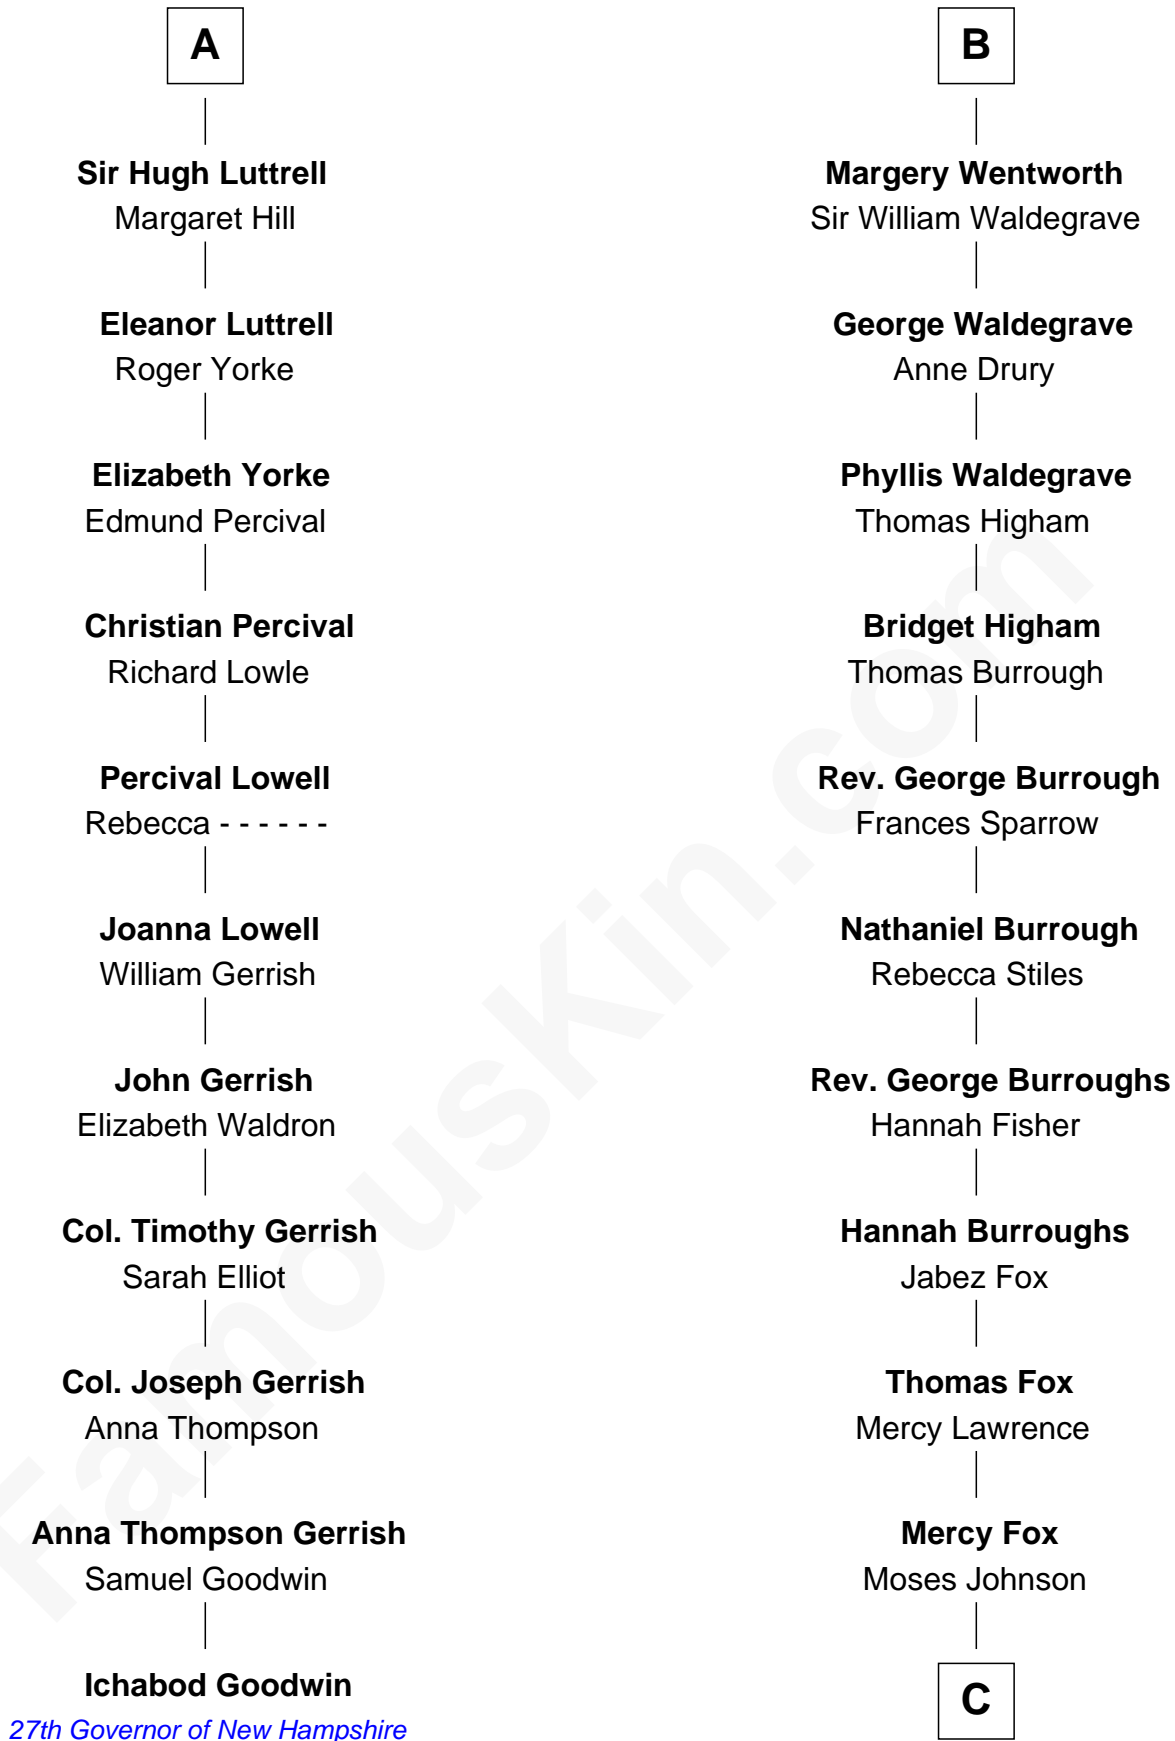 A
Sir Hugh Luttrell
Margaret Hill
Eleanor Luttrell
Roger Yorke
Elizabeth Yorke
Edmund Percival
Christian Percival
Richard Lowle
Percival Lowell
Rebecca - - - - - -
Joanna Lowell
William Gerrish
John Gerrish
Elizabeth Waldron
Col. Timothy Gerrish
Sarah Elliot
Col. Joseph Gerrish
Anna Thompson
Anna Thompson Gerrish
Samuel Goodwin
Ichabod Goodwin
27th Governor of New Hampshire
B
Margery Wentworth
Sir William Waldegrave
George Waldegrave
Anne Drury
Phyllis Waldegrave
Thomas Higham
Bridget Higham
Thomas Burrough
Rev. George Burrough
Frances Sparrow
Nathaniel Burrough
Rebecca Stiles
Rev. George Burroughs
Hannah Fisher
Hannah Burroughs
Jabez Fox
Thomas Fox
Mercy Lawrence
Mercy Fox
Moses Johnson
C
FamousKin.com